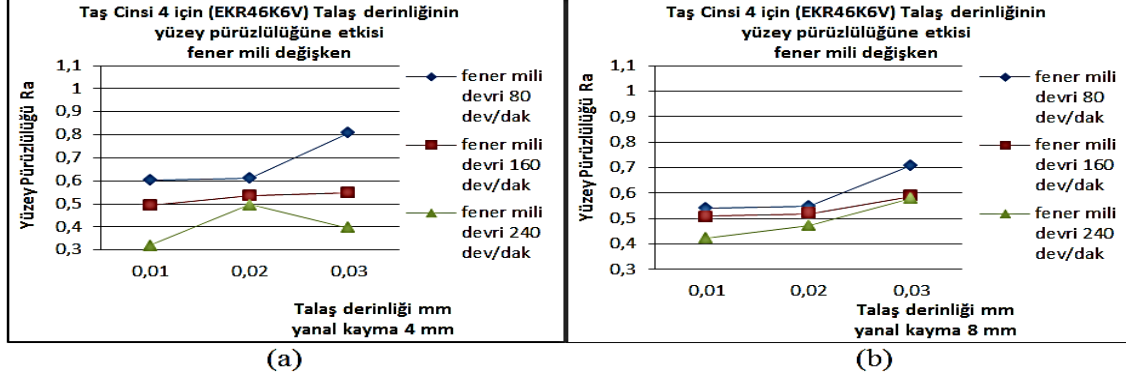 Taş Cinsi 4 için (EKR46K6V) Talaş derinliğinin
yüzey pürüzlülüğüne etkisi
fener mili değişken
Yüzey Pürüzlülüğü Ra
1,1
1
0,9
0,8
0,7
0,6
0,5
0,4
0,3
0,01
0,02
0,03
fener mili
devri 80
dev/dak
fener mili
devri 160
dev/dak
fener mili
devri 240
dev/dak
Talaş derinliği mm
yanal kayma 4 mm
(a)
Taş Cinsi 4 için (EKR46K6V) Talaş derinliğinin
yüzey pürüzlülüğüne etkisi
fener mili değişken
Yüzey Pürüzlülüğü Ra
1,1
1
0,9
0,8
0,7
0,6
0,5
0,4
0,3
0,01
0,02
0,03
fener mili
devri 80
dev/dak
fener mili
devri 160
dev/dak
fener mili
devri 240
dev/dak
Talaş derinliği mm
yanal kayma 8 mm
(b)